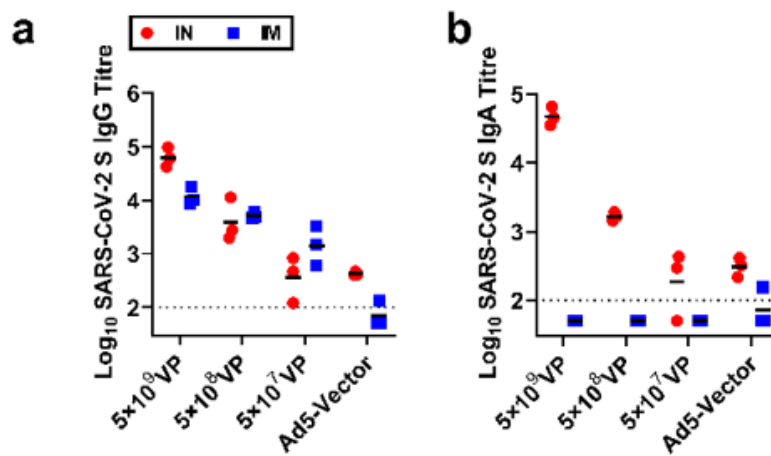 a
IN IM
Log₁₀ SARS-CoV-2 S IgG Titre
6
5
4
3
2
5×10⁹VP
5×10⁸VP
5×10⁷VP
Ad5-Vector
b
Log₁₀ SARS-CoV-2 S IgA Titre
5
4
3
2
5×10⁹VP
5×10⁸VP
5×10⁷VP
Ad5-Vector